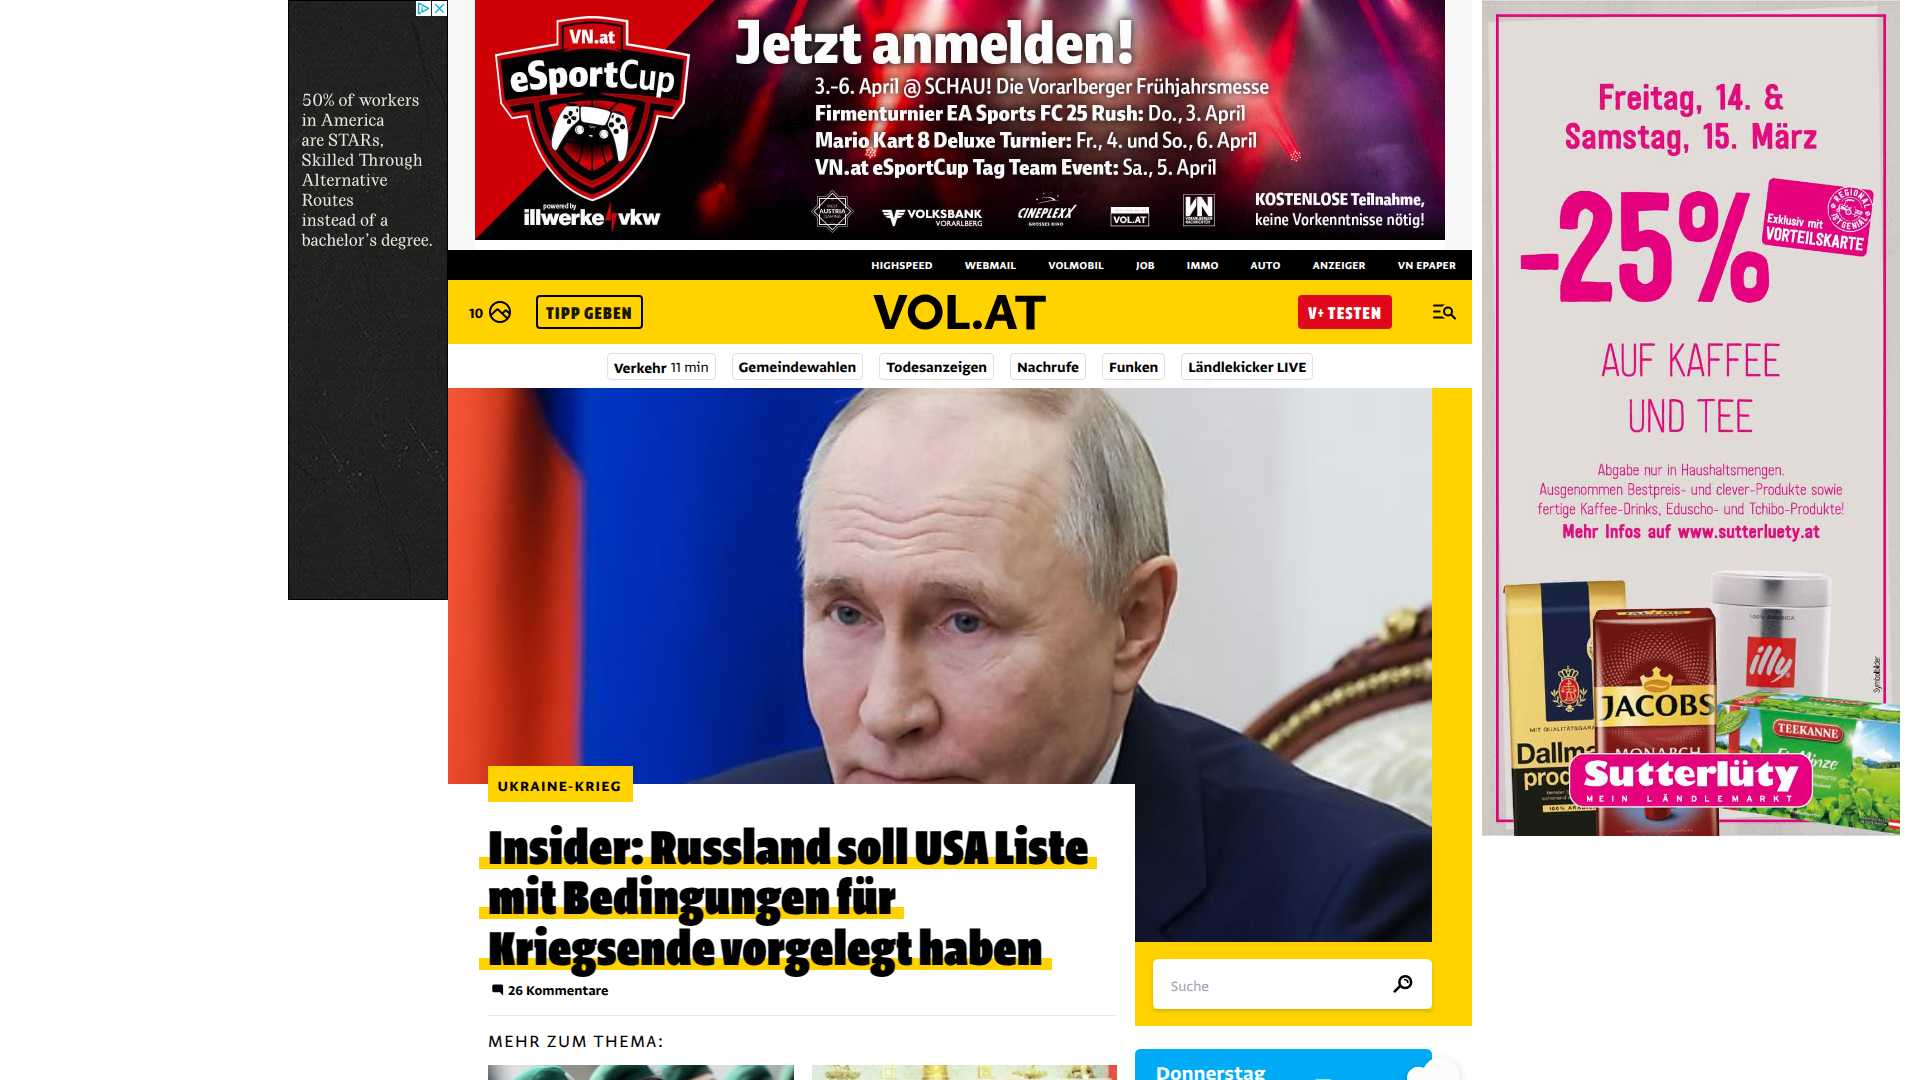 50% of workers
in America
are STARs,
Skilled Through
Alternative
Routes
instead of a
bachelor's degree.
VN.at
eSportCup
powered by
illwerke vkw
Jetzt anmelden!
3.-6. April @ SCHAU! Die Vorarlberger Frühjahrsmesse
Firmenturnier EA Sports FC 25 Rush: Do., 3. April
Mario Kart 8 Deluxe Turnier: Fr., 4. und So., 6. April
VN.at eSportCup Tag Team Event: Sa., 5. April
VOLKSBANK
VORARLBERG
CINEPLEXX
VOL.AT
VN
KOSTENLOSE Teilnahme,
keine Vorkenntnisse nötig!
HIGHSPEED WEBMAIL VOLMOBIL JOB IMMO AUTO ANZEIGER VN EPAPER
10 TIPP GEBEN VOL.AT V+ TESTEN
Verkehr 11 min Gemeindewahlen Todesanzeigen Nachrufe Funken Ländlekicker LIVE
UKRAINE-KRIEG
Insider: Russland soll USA Liste
mit Bedingungen für
Kriegsende vorgelegt haben
26 Kommentare
MEHR ZUM THEMA:
Suche
Donnerstag
Freitag, 14. &
Samstag, 15. März
-25%
REGIONAL
IST GENIAL
Exklusiv mit
VORTEILSKARTE
AUF KAFFEE
UND TEE
Abgabe nur in Haushaltsmengen.
Ausgenommen Bestpreis- und clever-Produkte sowie
fertige Kaffee-Drinks, Eduscho- und Tchibo-Produkte!
Mehr Infos auf www.sutterluety.at
100% ARABICA
illy
Symbolbilder
JACOBS
MONARCH
TEEKANNE
Dallma
prod
Sutterlüty
MEIN LÄNDLEMARKT